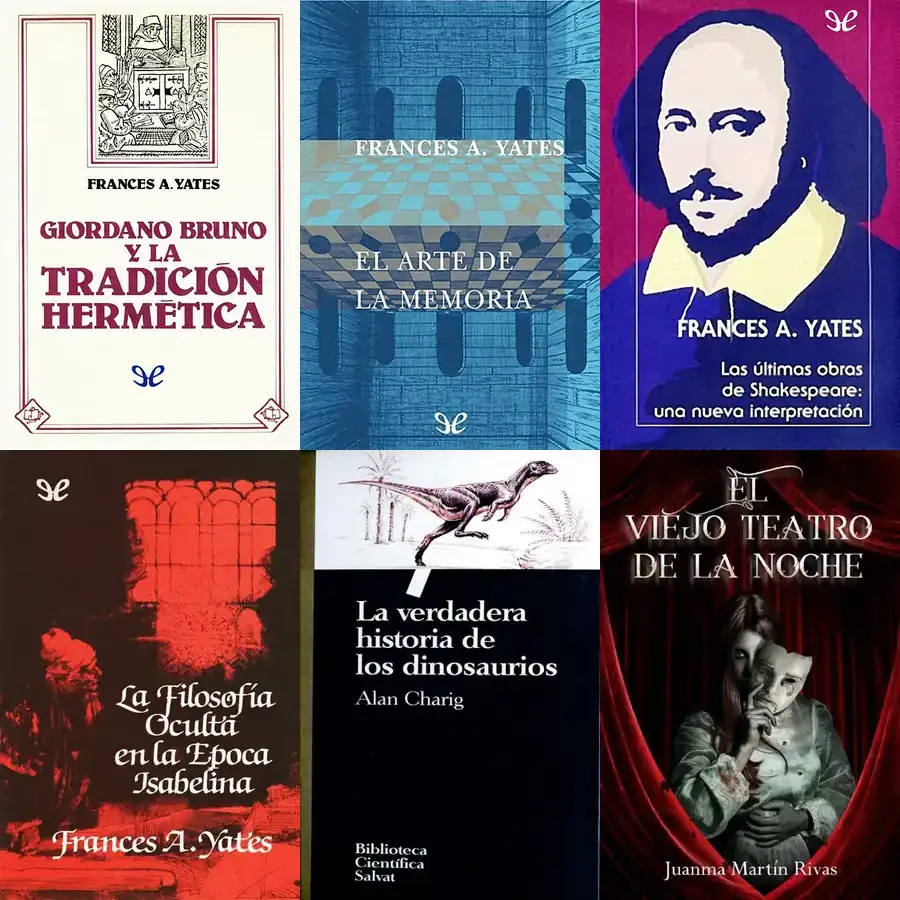 FRANCES A. YATES
GIORDANO BRUNO
Y LA
TRADICIÓN
HERMÉTICA
FRANCES A. YATES
EL ARTE DE
LA MEMORIA
FRANCES A. YATES
Las últimas obras
de Shakespeare:
una nueva interpretación
La Filosofía
Oculta
en la Epoca
Isabelina
Frances A. Yates
La verdadera
historia de
los dinosaurios
Alan Charig
Biblioteca
Científica
Salvat
EL
VIEJO TEATRO
DE LA NOCHE
Juanma Martín Rivas